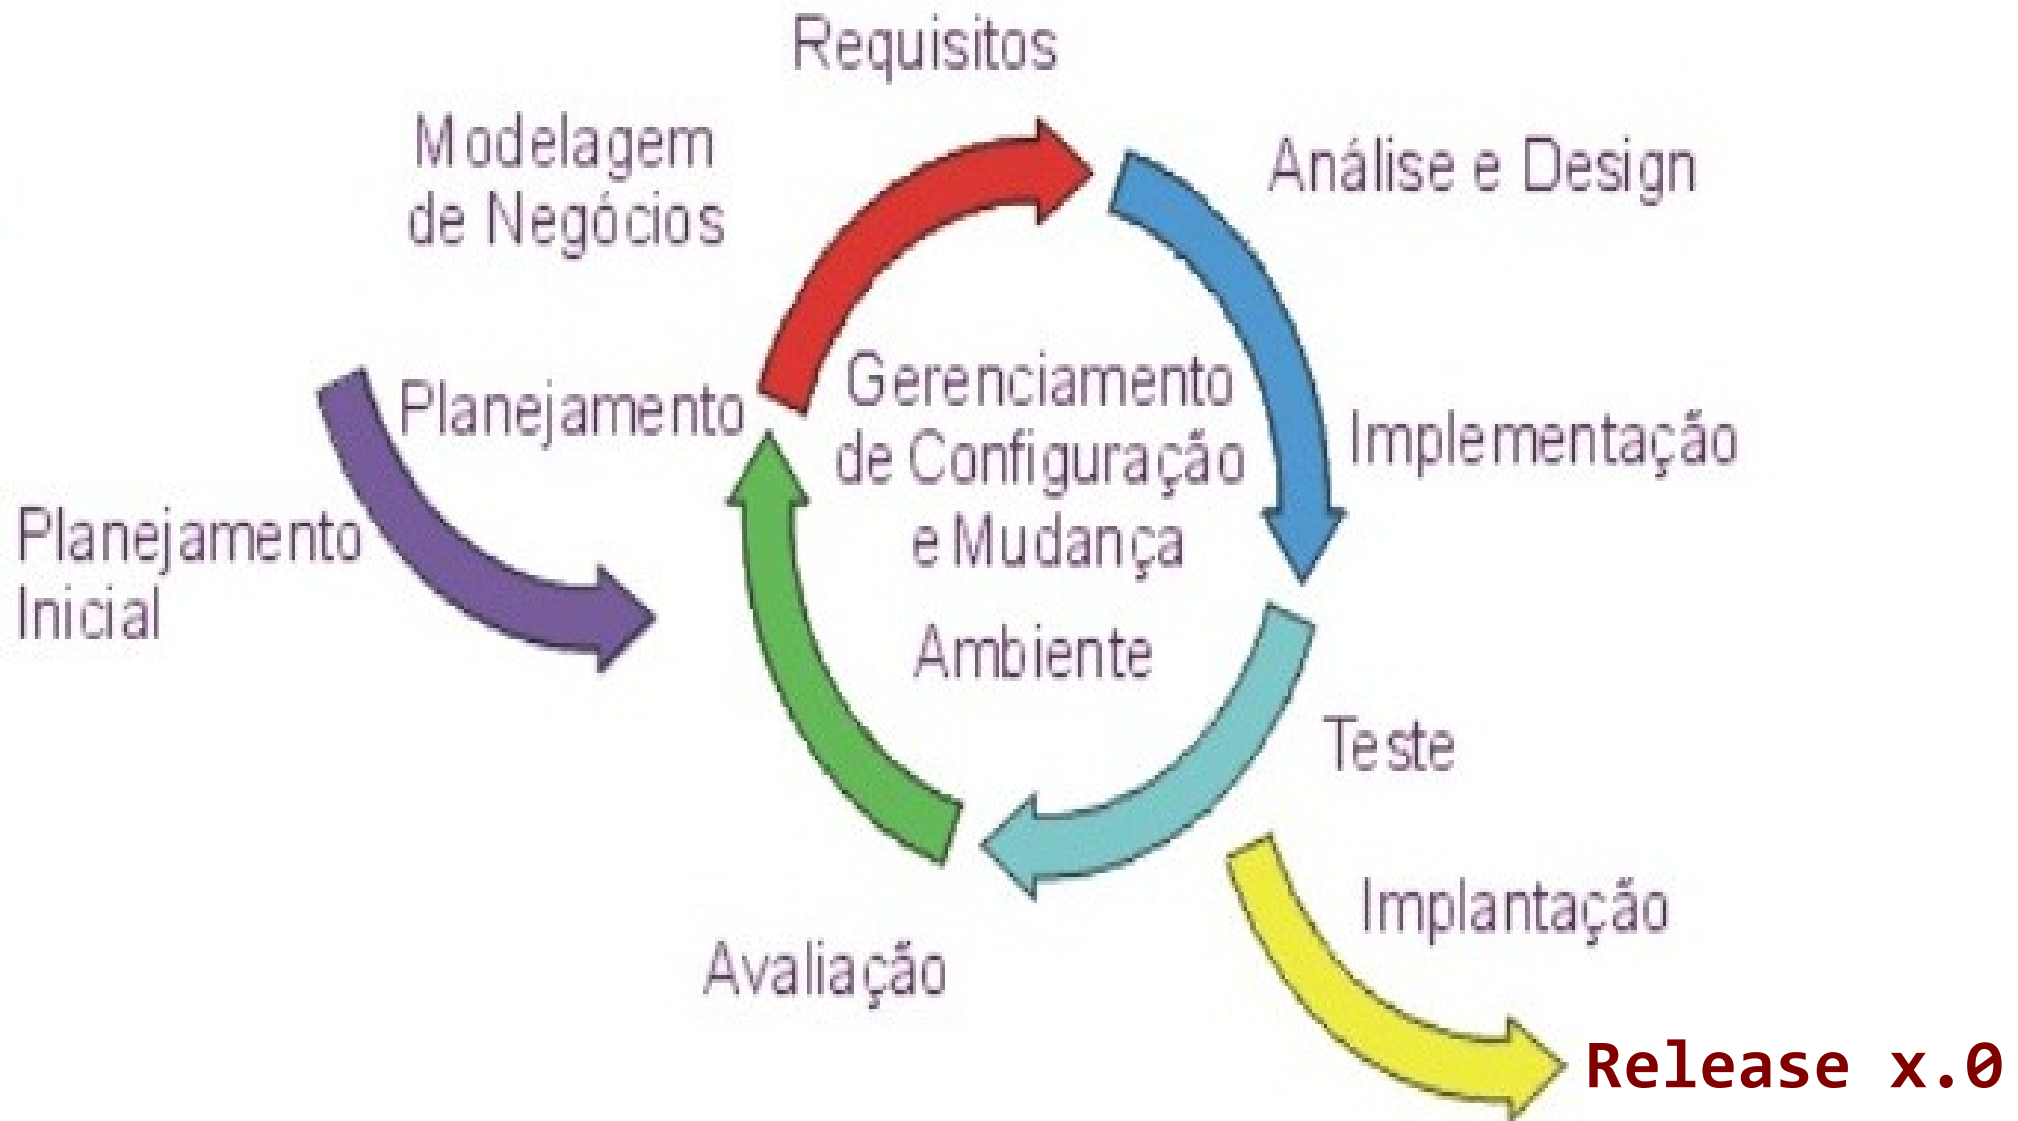 Requisitos
Modelagem
de Negócios
Análise e Design
Planejamento
Gerenciamento
de Configuração
e Mudança
Implementação
Planejamento
Inicial
Ambiente
Teste
Implantação
Avaliação
Release x.0